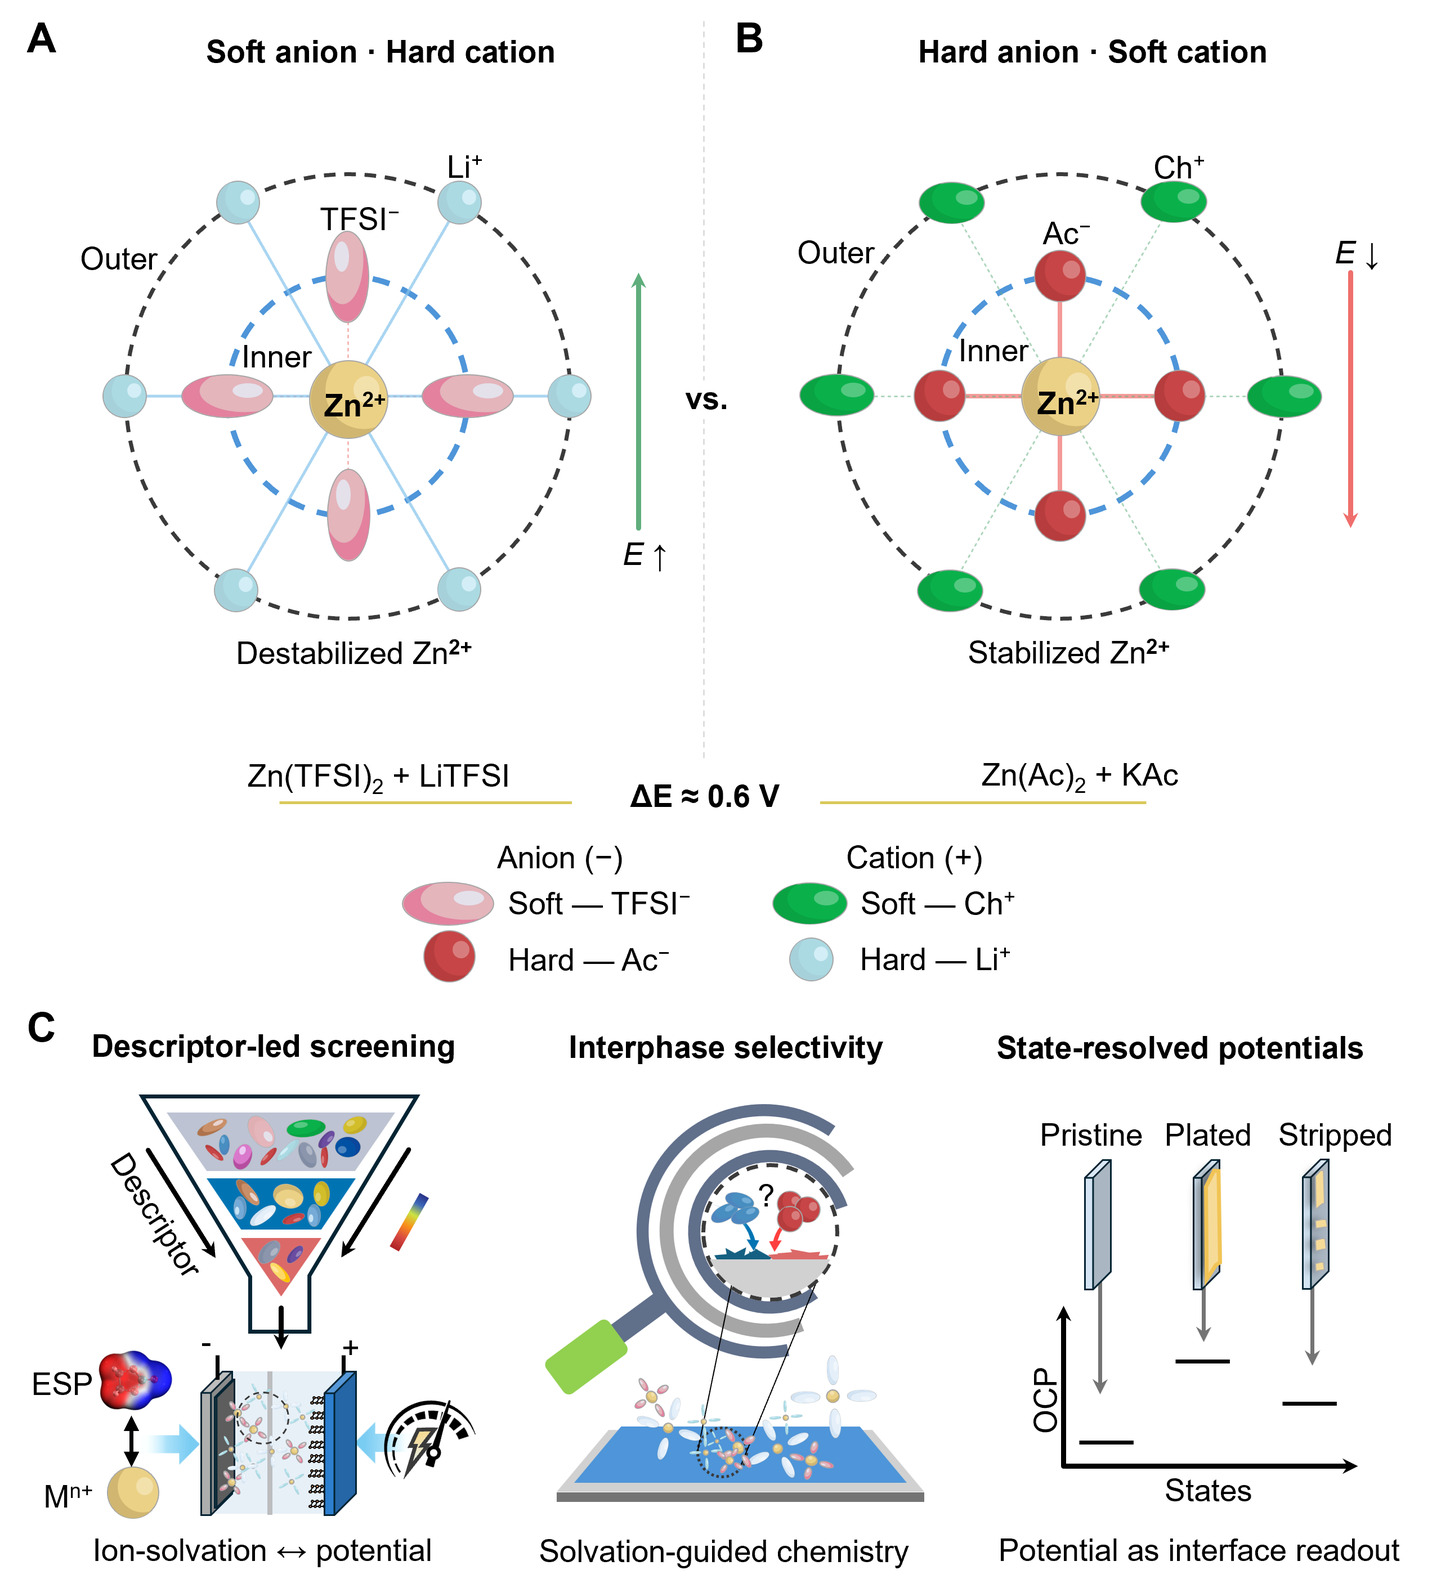 A
Soft anion · Hard cation
Li⁺
TFSI⁻
Outer
Inner
Zn²⁺
E ↑
Destabilized Zn²⁺
vs.
B
Hard anion · Soft cation
Ch⁺
Ac⁻
Outer
E ↓
Inner
Zn²⁺
Stabilized Zn²⁺
Zn(TFSI)₂ + LiTFSI
ΔE ≈ 0.6 V
Zn(Ac)₂ + KAc
Anion (−)
Soft — TFSI⁻
Hard — Ac⁻
Cation (+)
Soft — Ch⁺
Hard — Li⁺
C
Descriptor-led screening
Descriptor
-
+
ESP
Mⁿ⁺
Ion-solvation ↔ potential
Interphase selectivity
?
Solvation-guided chemistry
State-resolved potentials
Pristine
Plated
Stripped
OCP
States
Potential as interface readout